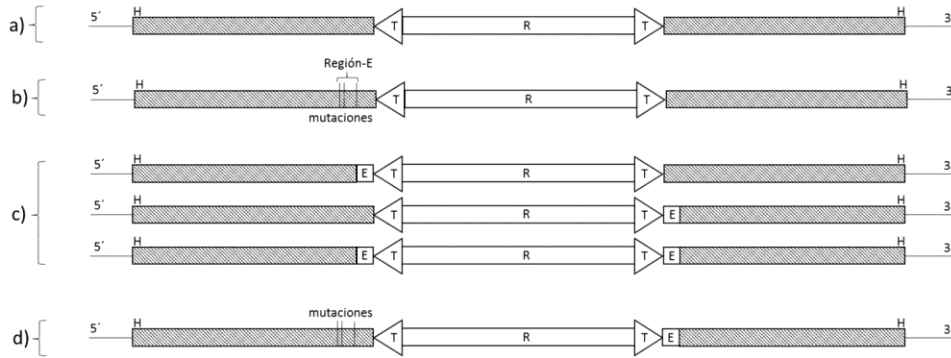 a) 5´ H T R T H 3
Región-E
b) 5´ H T R T H 3
mutaciones
5´ H E T R T H 3
c) 5´ H T R T E H 3
5´ H E T R T E H 3
mutaciones
d) 5´ H T R T E H 3